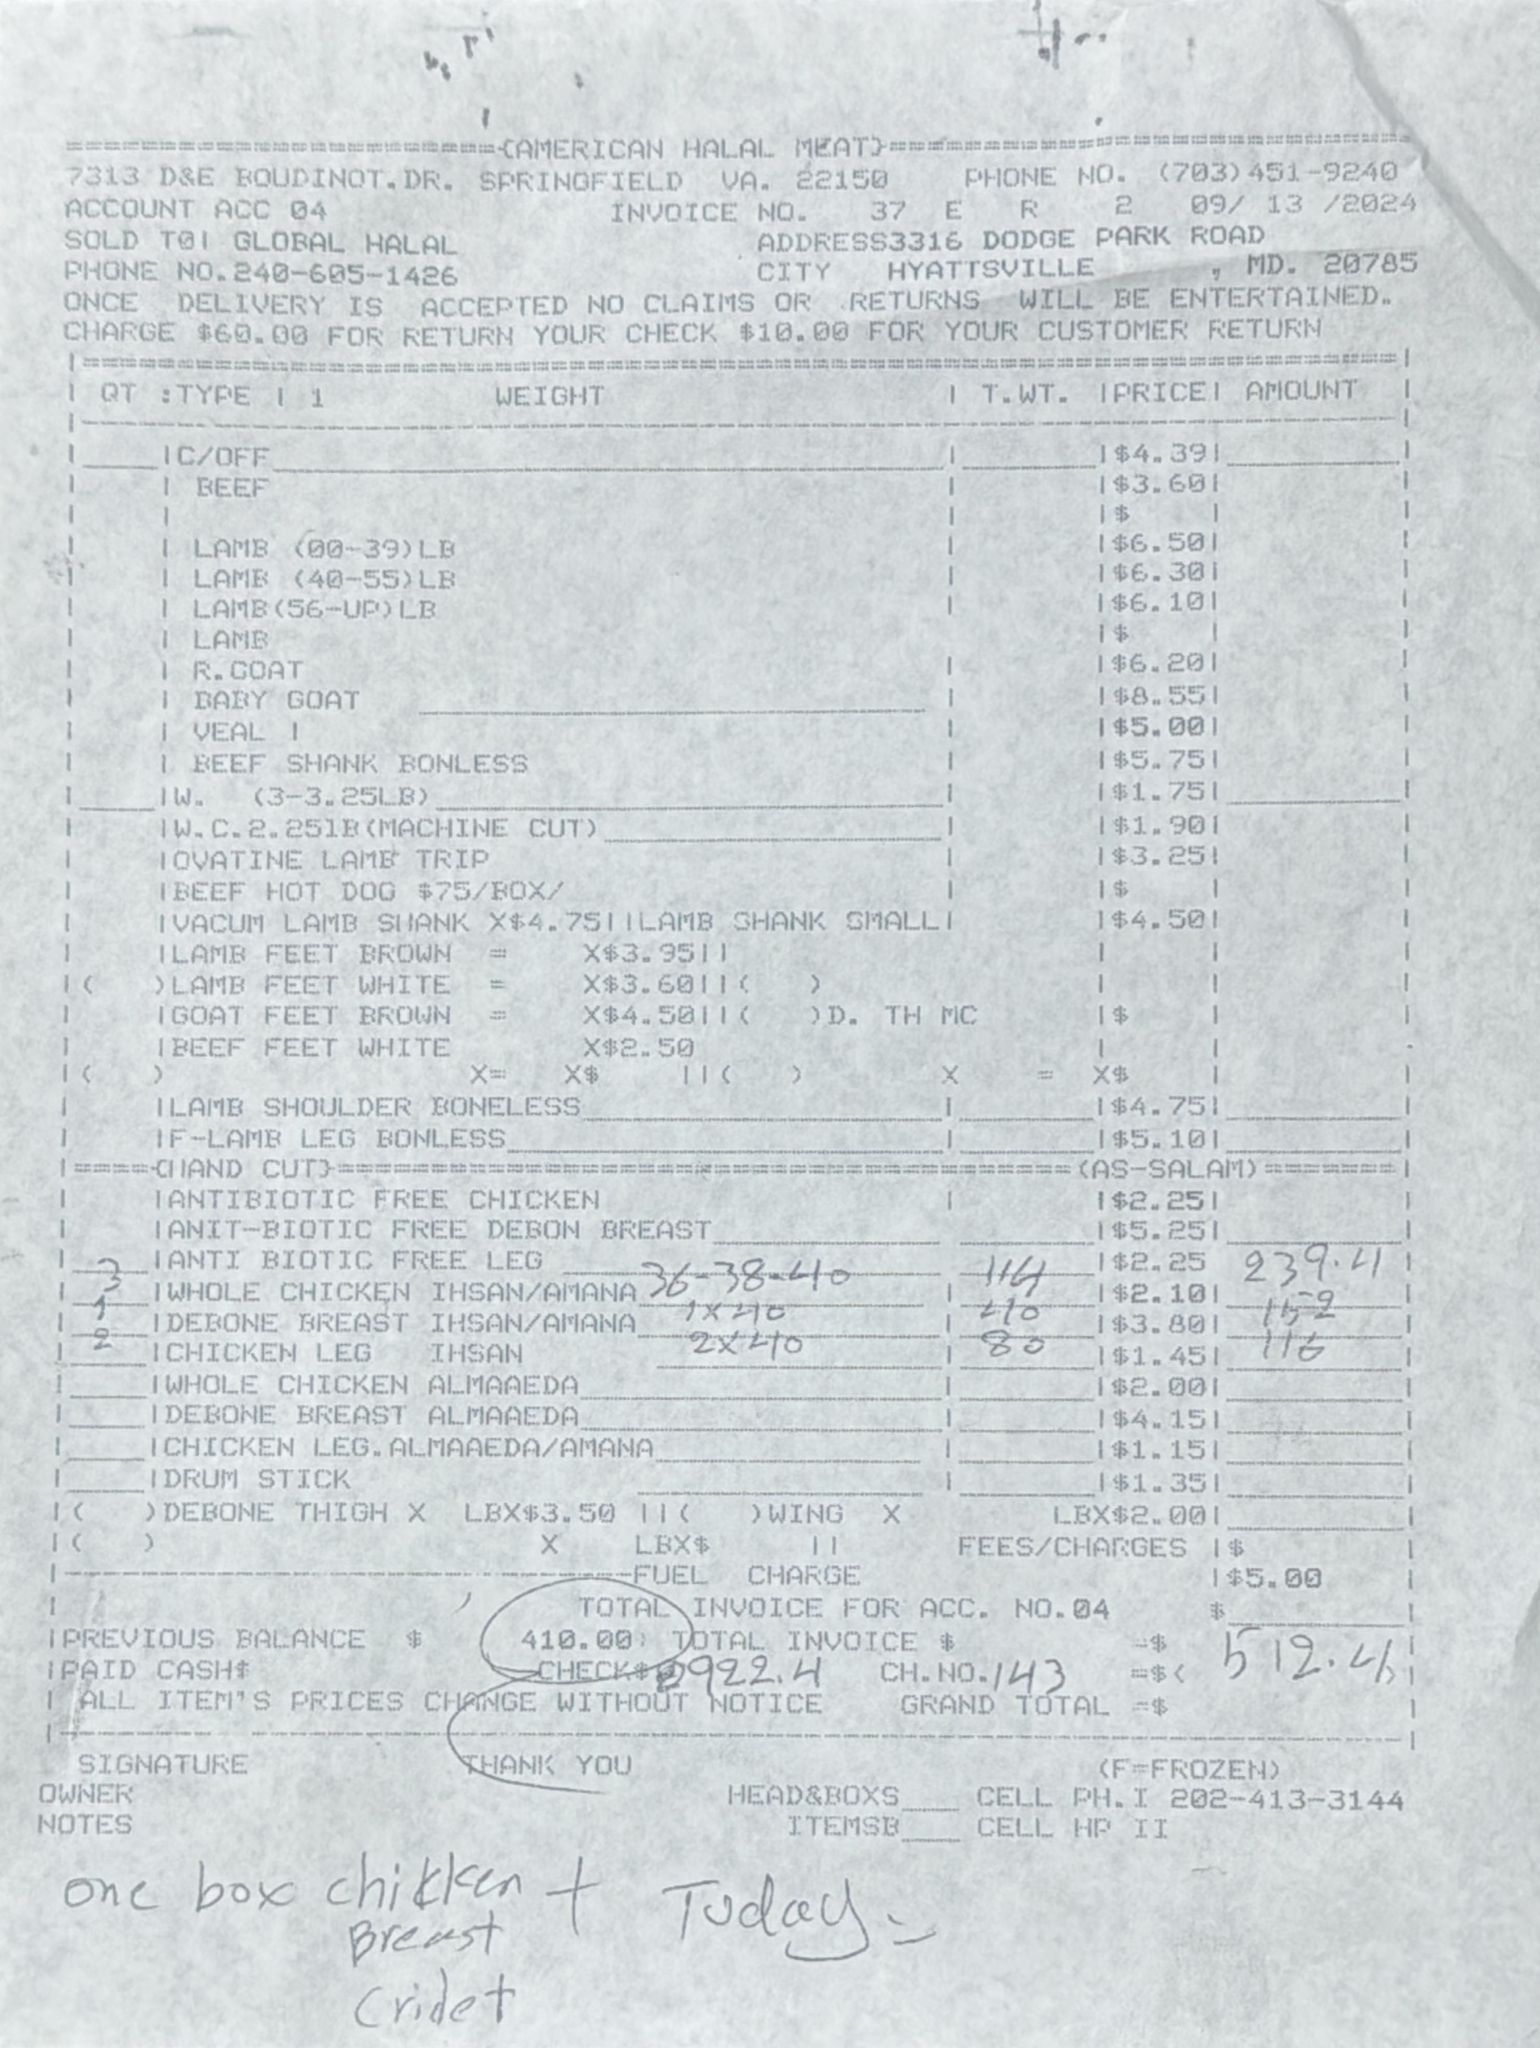 {AMERICAN HALAL MEAT}
7313 D&E BOUDINOT.DR. SPRINGFIELD VA. 22150 PHONE NO. (703)451-9240
ACCOUNT ACC 04 INVOICE NO. 37 E R 2 09/ 13 /2024
SOLD TO| GLOBAL HALAL ADDRESS3316 DODGE PARK ROAD
PHONE NO.240-605-1426 CITY HYATTSVILLE , MD. 20785
ONCE DELIVERY IS ACCEPTED NO CLAIMS OR RETURNS WILL BE ENTERTAINED.
CHARGE $60.00 FOR RETURN YOUR CHECK $10.00 FOR YOUR CUSTOMER RETURN
| QT :TYPE | 1 WEIGHT | T.WT. |PRICE| AMOUNT |
|C/OFF |$4.39|
| BEEF |$3.60|
|$ |
| LAMB (00-39)LB |$6.50|
| LAMB (40-55)LB |$6.30|
| LAMB(56-UP)LB |$6.10|
| LAMB |$ |
| R.GOAT |$6.20|
| BABY GOAT |$8.55|
| VEAL | |$5.00|
| BEEF SHANK BONLESS |$5.75|
|W. (3-3.25LB) |$1.75|
|W.C.2.25lB(MACHINE CUT) |$1.90|
|OVATINE LAMB TRIP |$3.25|
|BEEF HOT DOG $75/BOX/ |$ |
|VACUM LAMB SHANK X$4.75||LAMB SHANK SMALL| |$4.50|
|LAMB FEET BROWN = X$3.95||
|( )LAMB FEET WHITE = X$3.60||( )
|GOAT FEET BROWN = X$4.50||( )D. TH MC |$ |
|BEEF FEET WHITE X$2.50
|( ) X= X$ ||( ) X = X$ |
|LAMB SHOULDER BONELESS |$4.75|
|F-LAMB LEG BONLESS |$5.10|
{HAND CUT} (AS-SALAM)
|ANTIBIOTIC FREE CHICKEN |$2.25|
|ANIT-BIOTIC FREE DEBON BREAST |$5.25|
|ANTI BIOTIC FREE LEG |$2.25
3 |WHOLE CHICKEN IHSAN/AMANA 36-38-40 114 |$2.10| 239.4
1 |DEBONE BREAST IHSAN/AMANA 1x40 40 |$3.80| 152
2 |CHICKEN LEG IHSAN 2x40 80 |$1.45| 116
|WHOLE CHICKEN ALMAAEDA |$2.00|
|DEBONE BREAST ALMAAEDA |$4.15|
|CHICKEN LEG.ALMAAEDA/AMANA |$1.15|
|DRUM STICK |$1.35|
|( )DEBONE THIGH X LBX$3.50 ||( )WING X LBX$2.00|
|( ) X LBX$ || FEES/CHARGES |$
FUEL CHARGE |$5.00
TOTAL INVOICE FOR ACC. NO.04 $
|PREVIOUS BALANCE $ 410.00 TOTAL INVOICE $ =$ 512.4
|PAID CASH$ CHECK$ 922.4 CH.NO. 143 =$( )
| ALL ITEM'S PRICES CHANGE WITHOUT NOTICE GRAND TOTAL =$
SIGNATURE THANK YOU (F=FROZEN)
OWNER HEAD&BOXS CELL PH.I 202-413-3144
NOTES ITEMSB CELL HP II
one box chikken + Today
Breast
Cridet